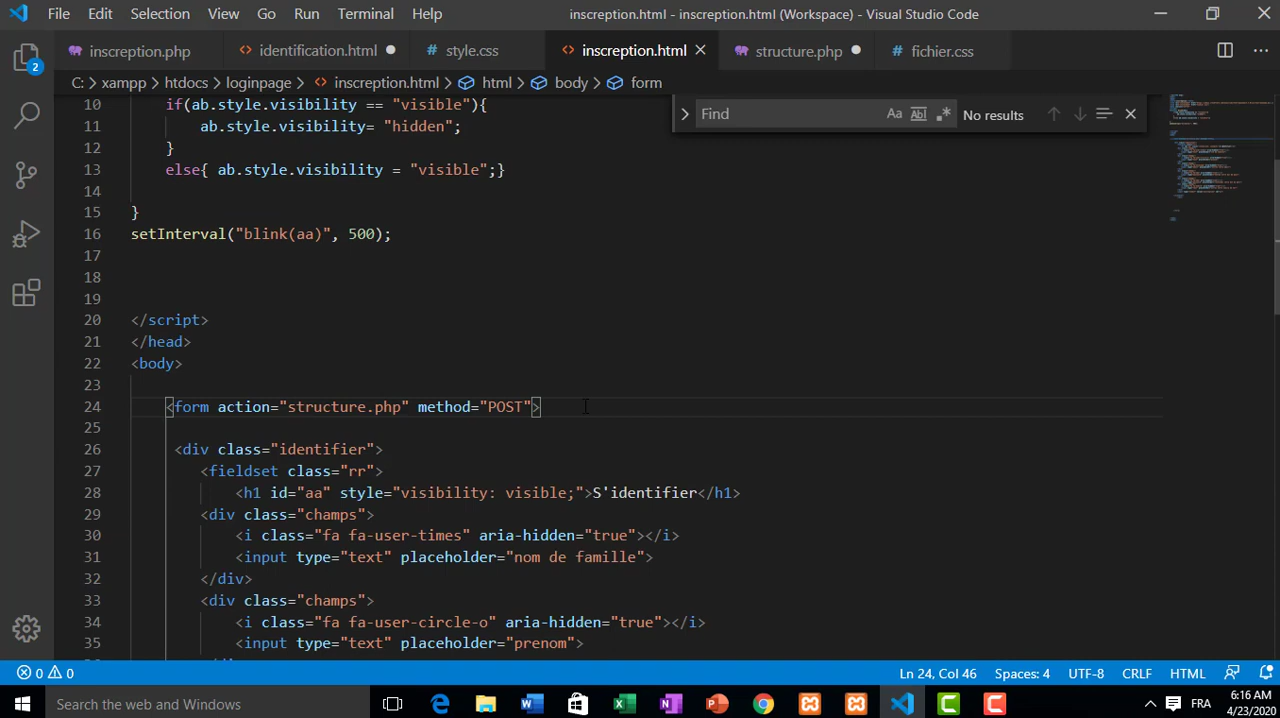 File Edit Selection View Go Run Terminal Help inscreption.html - inscreption.html (Workspace) - Visual Studio Code
inscreption.php identification.html style.css inscreption.html structure.php fichier.css
C: xampp htdocs loginpage inscreption.html html body form
Find Aa Abl No results
2
10 if(ab.style.visibility == "visible"){
11 ab.style.visibility= "hidden";
12 }
13 else{ ab.style.visibility = "visible";}
14
15 }
16 setInterval("blink(aa)", 500);
17
18
19
20 </script>
21 </head>
22 <body>
23
24 <form action="structure.php" method="POST">
25
26 <div class="identifier">
27 <fieldset class="rr">
28 <h1 id="aa" style="visibility: visible;">S'identifier</h1>
29 <div class="champs">
30 <i class="fa fa-user-times" aria-hidden="true"></i>
31 <input type="text" placeholder="nom de famille">
32 </div>
33 <div class="champs">
34 <i class="fa fa-user-circle-o" aria-hidden="true"></i>
35 <input type="text" placeholder="prenom">
0 0 Ln 24, Col 46 Spaces: 4 UTF-8 CRLF HTML
Search the web and Windows FRA 6:16 AM
4/23/2020